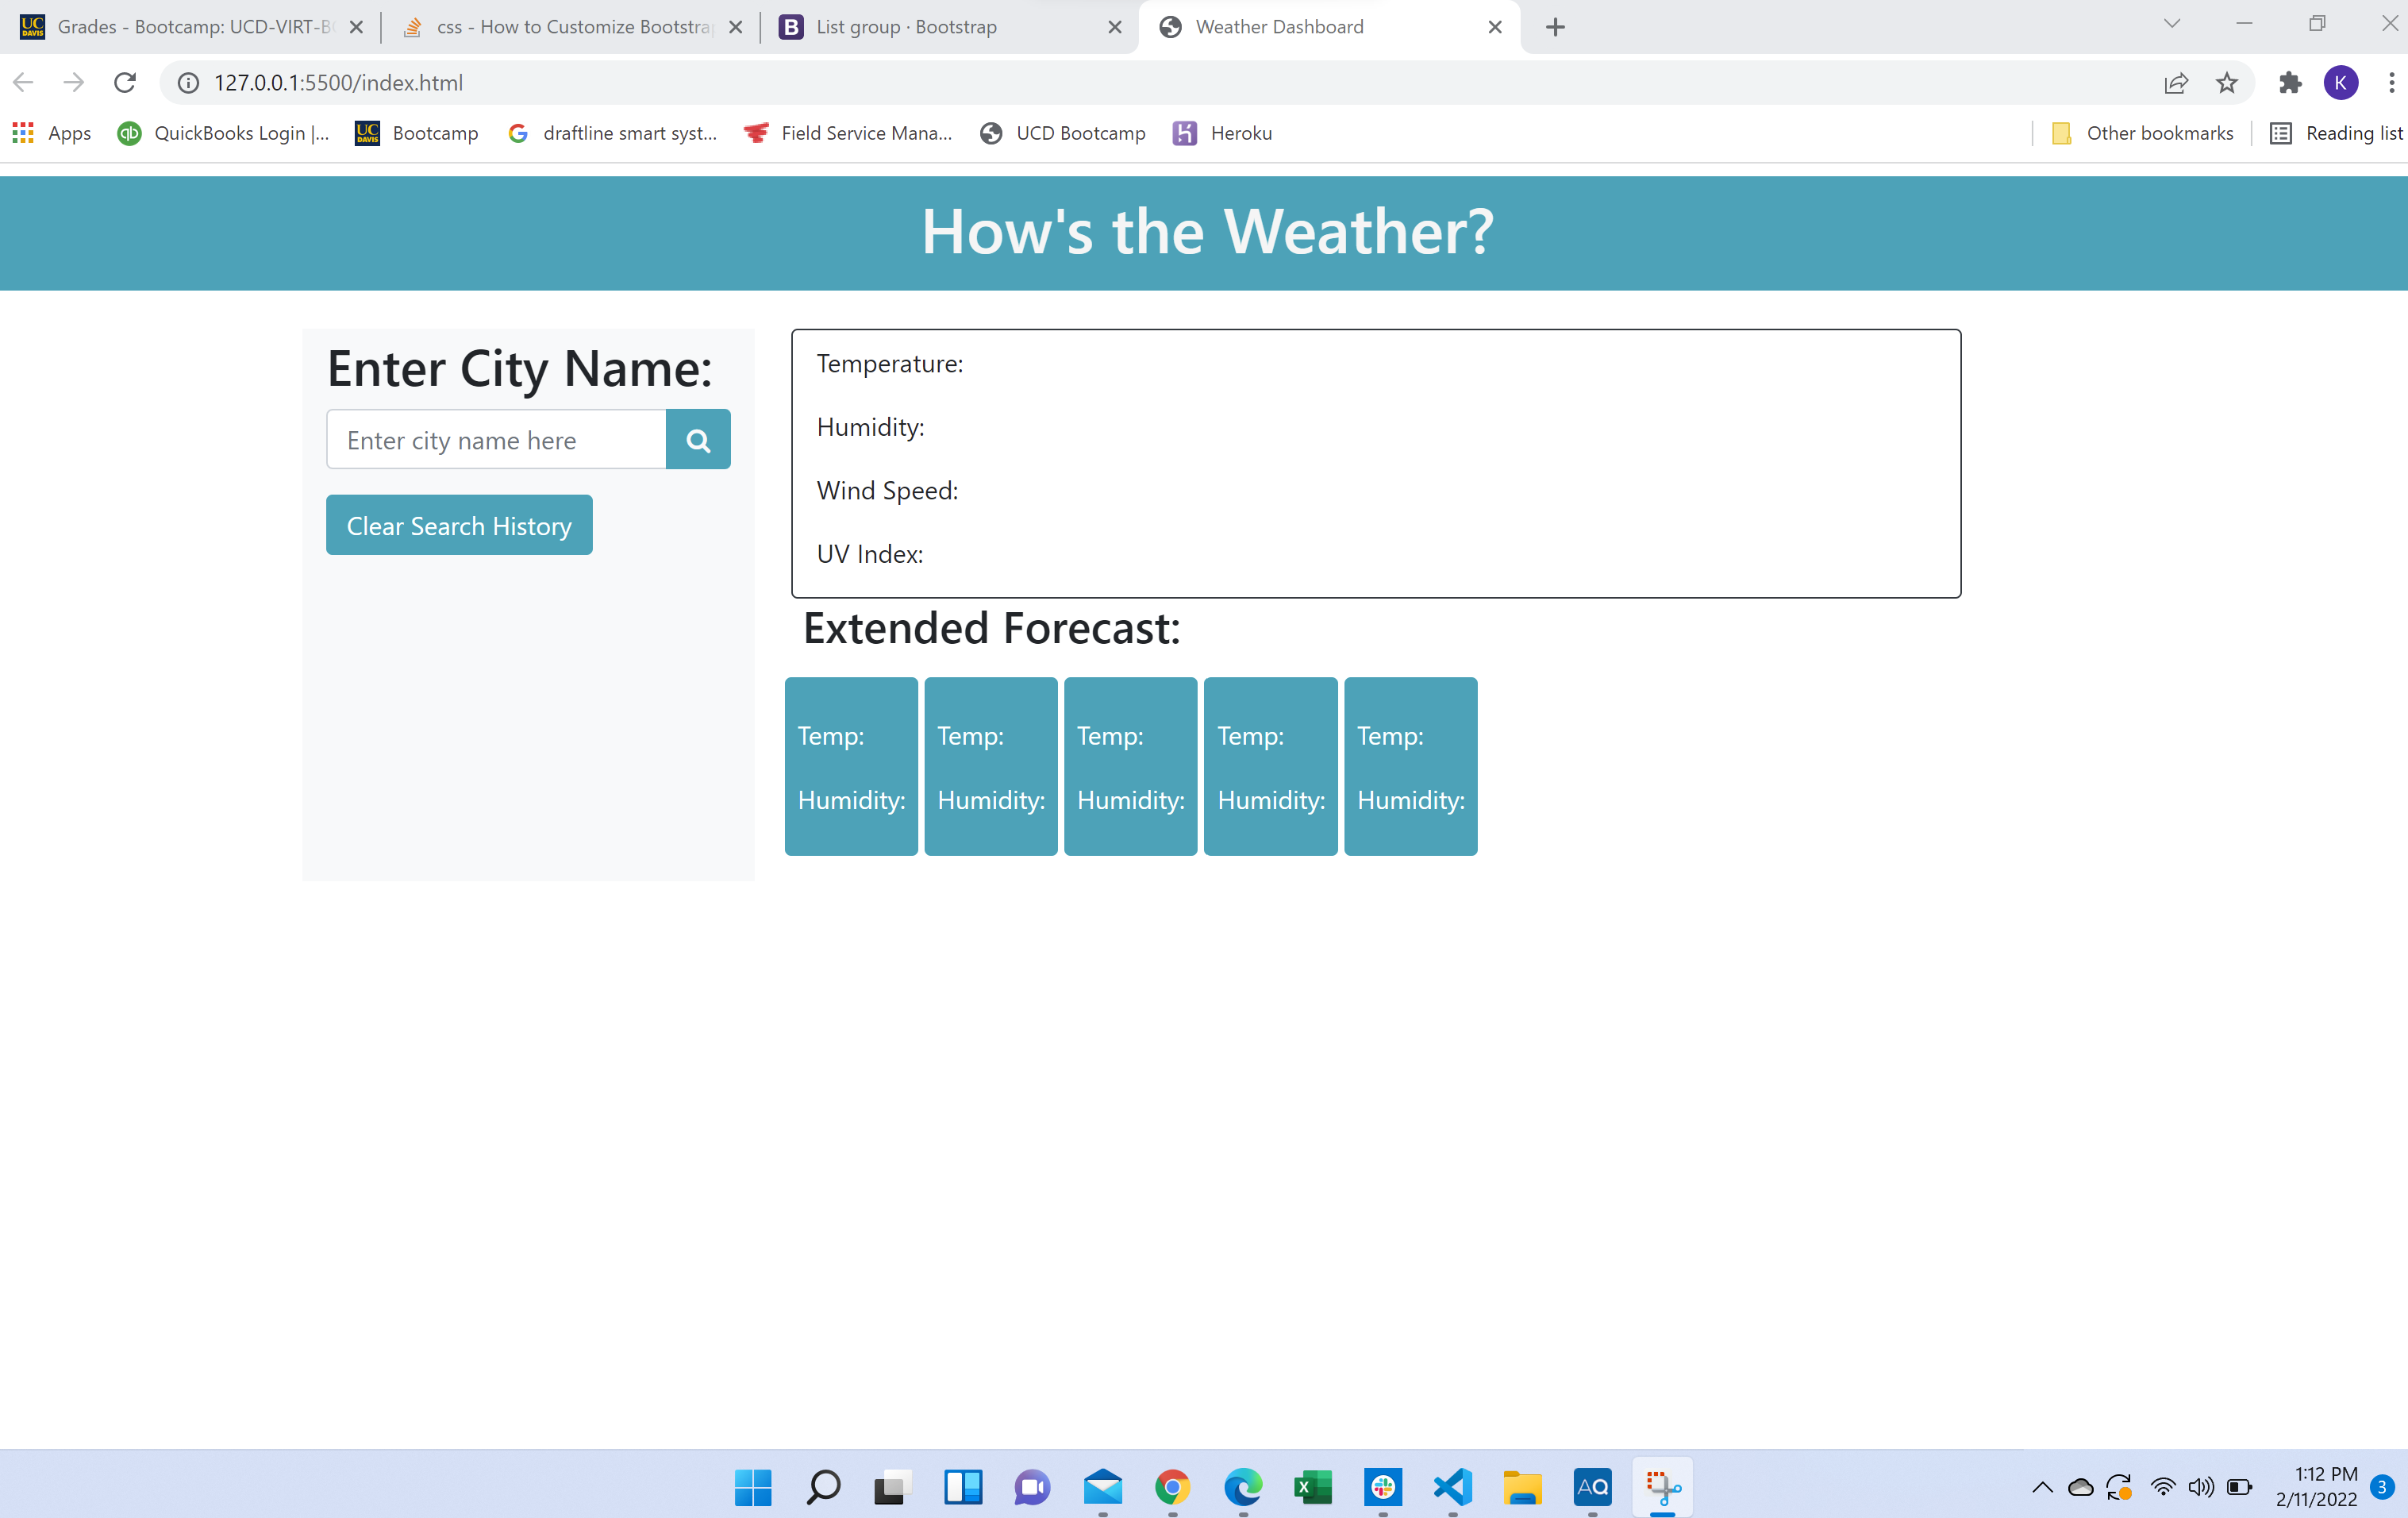 Grades - Bootcamp: UCD-VIRT-B
css - How to Customize Bootstrap
List group · Bootstrap
Weather Dashboard
127.0.0.1:5500/index.html
K
Apps
QuickBooks Login |...
Bootcamp
draftline smart syst...
Field Service Mana...
UCD Bootcamp
Heroku
Other bookmarks
Reading list
How's the Weather?
Enter City Name:
Enter city name here
Clear Search History
Temperature:
Humidity:
Wind Speed:
UV Index:
Extended Forecast:
Temp:
Humidity:
Temp:
Humidity:
Temp:
Humidity:
Temp:
Humidity:
Temp:
Humidity:
1:12 PM
2/11/2022
3